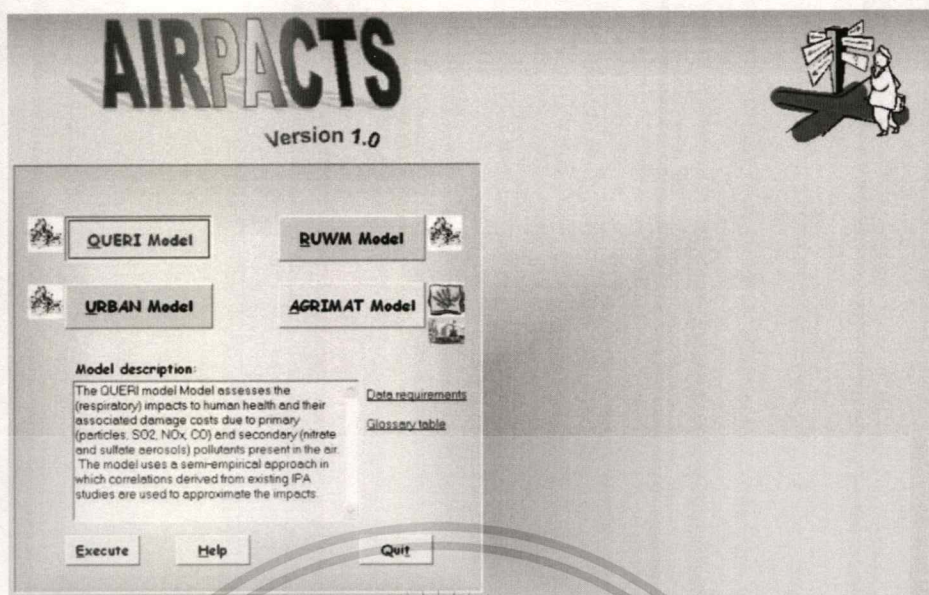 AIRPACTS
Version 1.0
QUERI Model
RUWM Model
URBAN Model
AGRIMAT Model
Model description:
The QUERI model Model assesses the
(respiratory) impacts to human health and their
associated damage costs due to primary
(particles, SO2, NOx, CO) and secondary (nitrate
and sulfate aerosols) pollutants present in the air.
The model uses a semi-empirical approach in
which correlations derived from existing IPA
studies are used to approximate the impacts.
Data requirements
Glossary table
Execute
Help
Quit